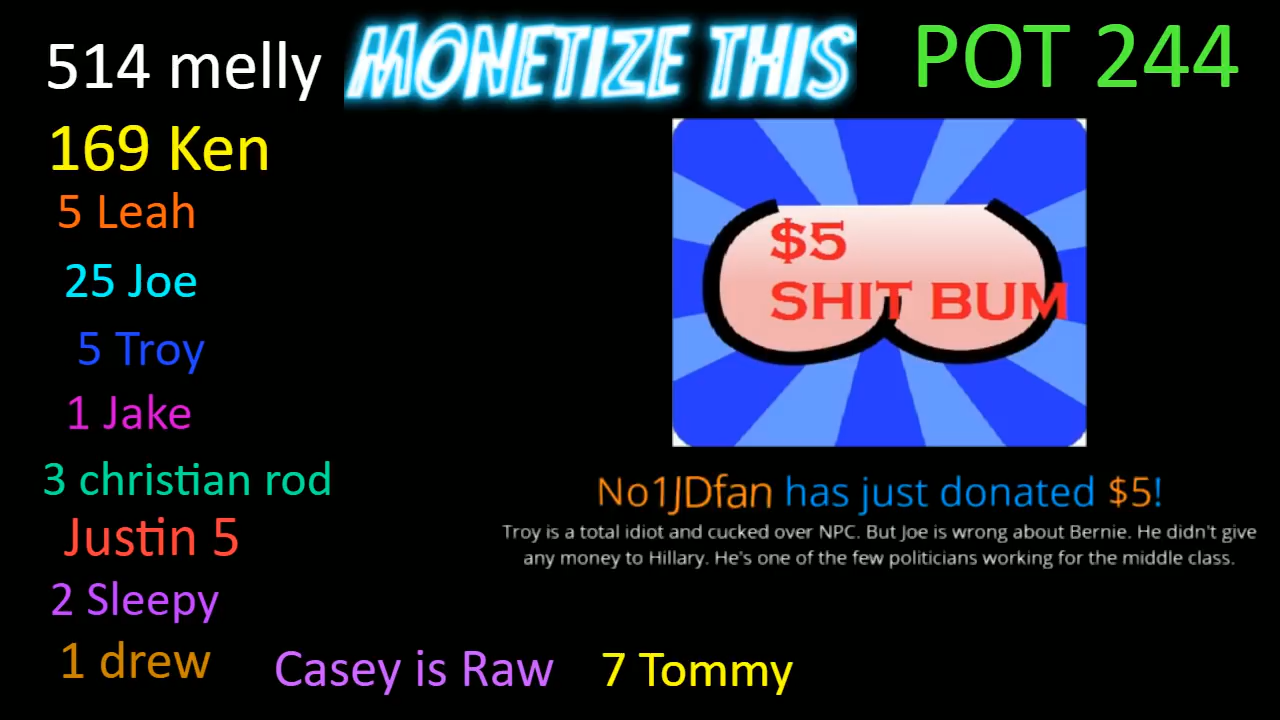 514 melly
MONETIZE THIS
POT 244
169 Ken
5 Leah
25 Joe
5 Troy
1 Jake
3 christian rod
Justin 5
2 Sleepy
1 drew
Casey is Raw
7 Tommy
$5
SHIT BUM
No1JDfan has just donated $5!
Troy is a total idiot and cucked over NPC. But Joe is wrong about Bernie. He didn't give
any money to Hillary. He's one of the few politicians working for the middle class.